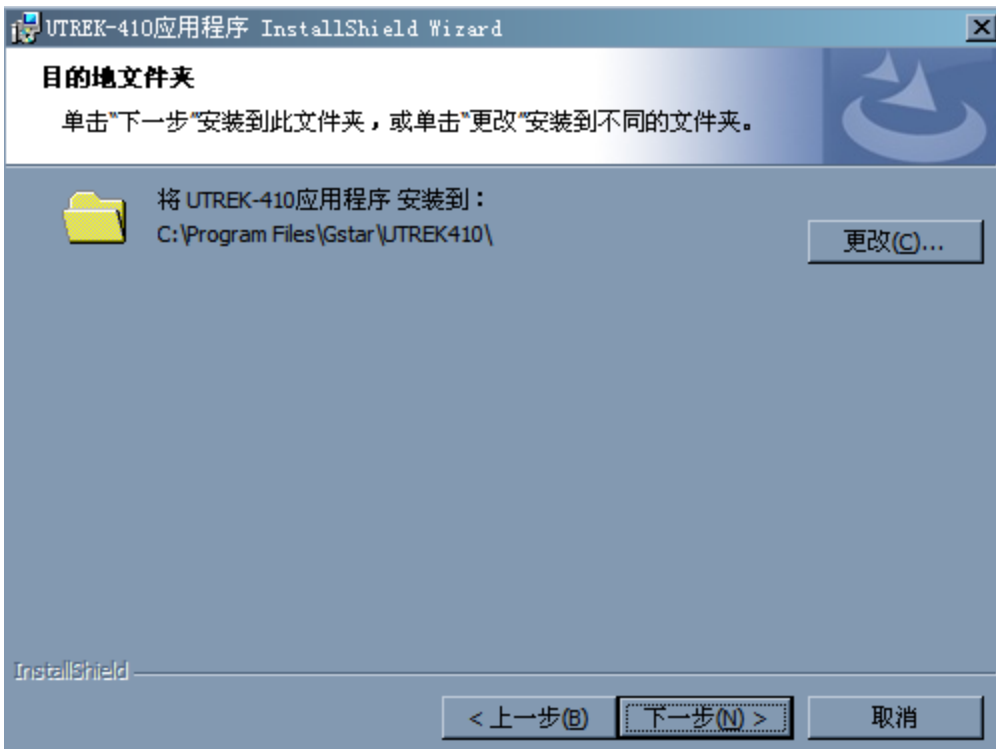 UTREK-410应用程序 InstallShield Wizard
目的地文件夹
单击"下一步"安装到此文件夹，或单击"更改"安装到不同的文件夹。
将 UTREK-410应用程序 安装到：
C:\Program Files\Gstar\UTREK410\
更改(C)...
InstallShield
< 上一步(B)
下一步(N) >
取消